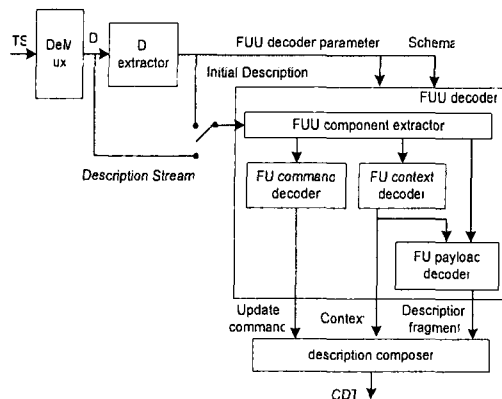 TS
DeM
ux
D
D
extractor
FUU decoder parameter
Schema
Initial Description
FUU decoder
FUU component extractor
Description Stream
FU command
decoder
FU context
decoder
FU payload
decoder
Update
command
Context
Description
fragment
description composer
CDT